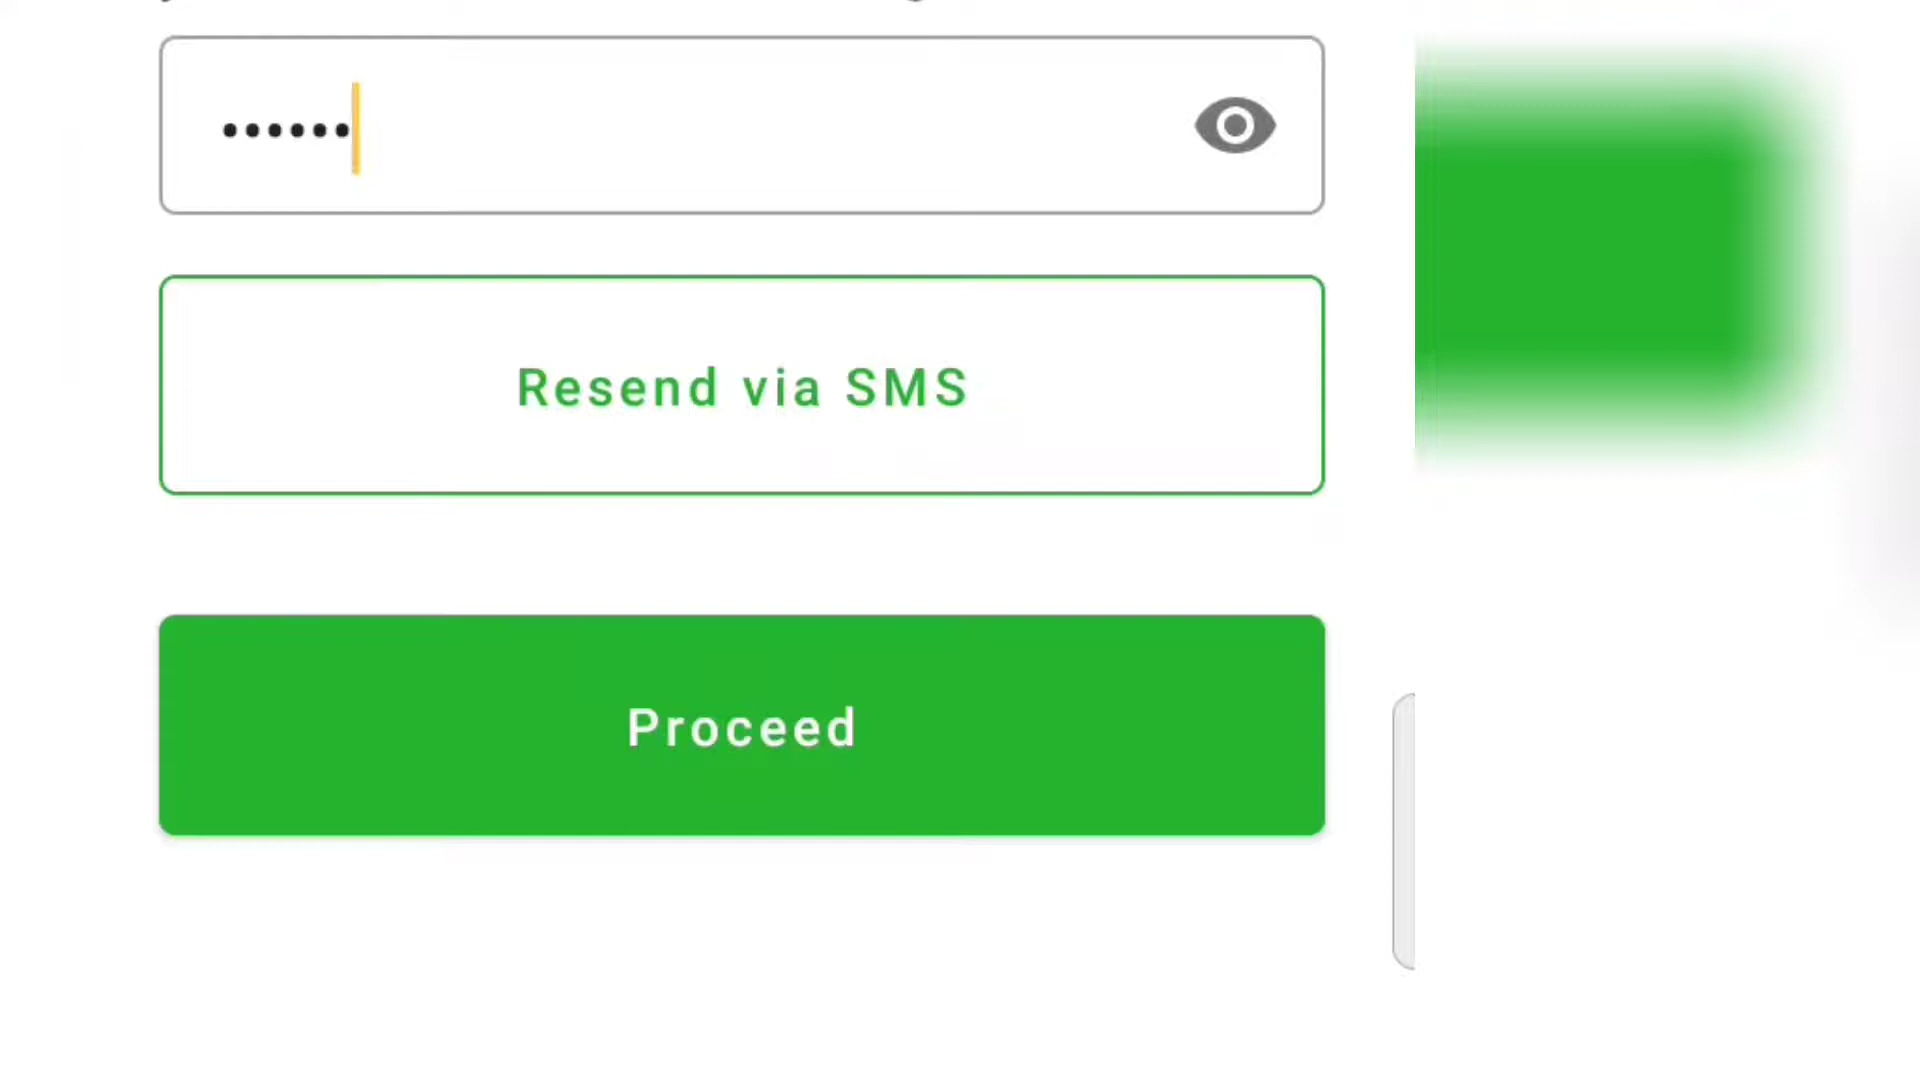 ••••••
Resend via SMS
Proceed